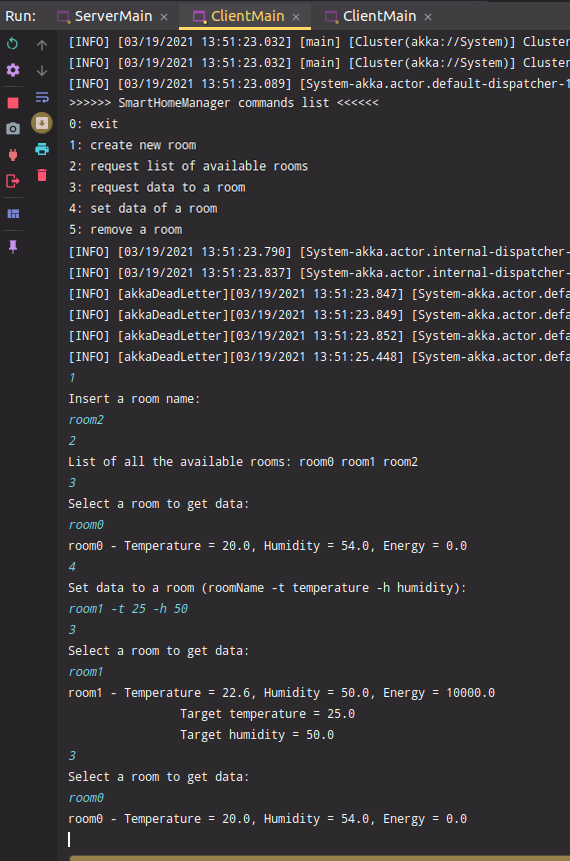 Run: ServerMain × ClientMain × ClientMain ×
[INFO] [03/19/2021 13:51:23.032] [main] [Cluster(akka://System)] Cluster
[INFO] [03/19/2021 13:51:23.032] [main] [Cluster(akka://System)] Cluster
[INFO] [03/19/2021 13:51:23.089] [System-akka.actor.default-dispatcher-1
>>>>>> SmartHomeManager commands list <<<<<<
0: exit
1: create new room
2: request list of available rooms
3: request data to a room
4: set data of a room
5: remove a room
[INFO] [03/19/2021 13:51:23.790] [System-akka.actor.internal-dispatcher-
[INFO] [03/19/2021 13:51:23.837] [System-akka.actor.internal-dispatcher-
[INFO] [akkaDeadLetter][03/19/2021 13:51:23.847] [System-akka.actor.defa
[INFO] [akkaDeadLetter][03/19/2021 13:51:23.849] [System-akka.actor.defa
[INFO] [akkaDeadLetter][03/19/2021 13:51:23.852] [System-akka.actor.defa
[INFO] [akkaDeadLetter][03/19/2021 13:51:25.448] [System-akka.actor.defa
1
Insert a room name:
room2
2
List of all the available rooms: room0 room1 room2
3
Select a room to get data:
room0
room0 - Temperature = 20.0, Humidity = 54.0, Energy = 0.0
4
Set data to a room (roomName -t temperature -h humidity):
room1 -t 25 -h 50
3
Select a room to get data:
room1
room1 - Temperature = 22.6, Humidity = 50.0, Energy = 10000.0
Target temperature = 25.0
Target humidity = 50.0
3
Select a room to get data:
room0
room0 - Temperature = 20.0, Humidity = 54.0, Energy = 0.0